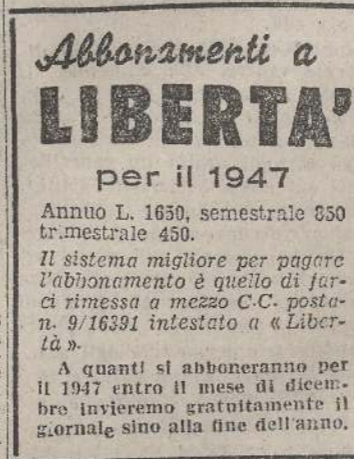 Abbonamenti a
LIBERTA'
per il 1947
Annuo L. 1650, semestrale 850
tr.mestrale 450.
Il sistema migliore per pagare
l'abbonamento è quello di far-
ci rimessa a mezzo C.C. posta-
n. 9/16391 intestato a « Liber-
tà ».
A quanti si abboneranno per
il 1947 entro il mese di dicem-
bre invieremo gratuitamente il
giornale sino alla fine dell'anno.